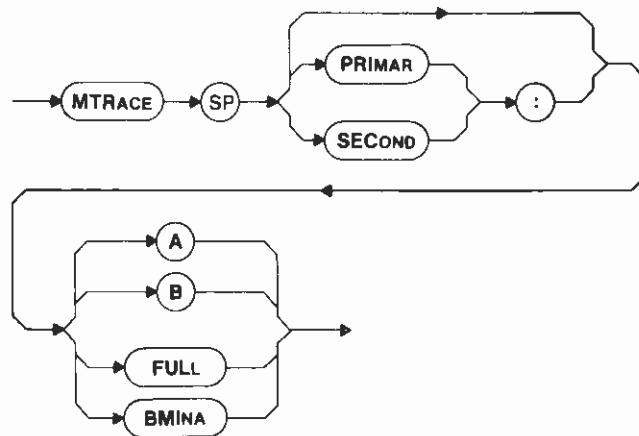 PRIMAR
MTRACE SP :
SECOND
A
B
FULL
BMINA